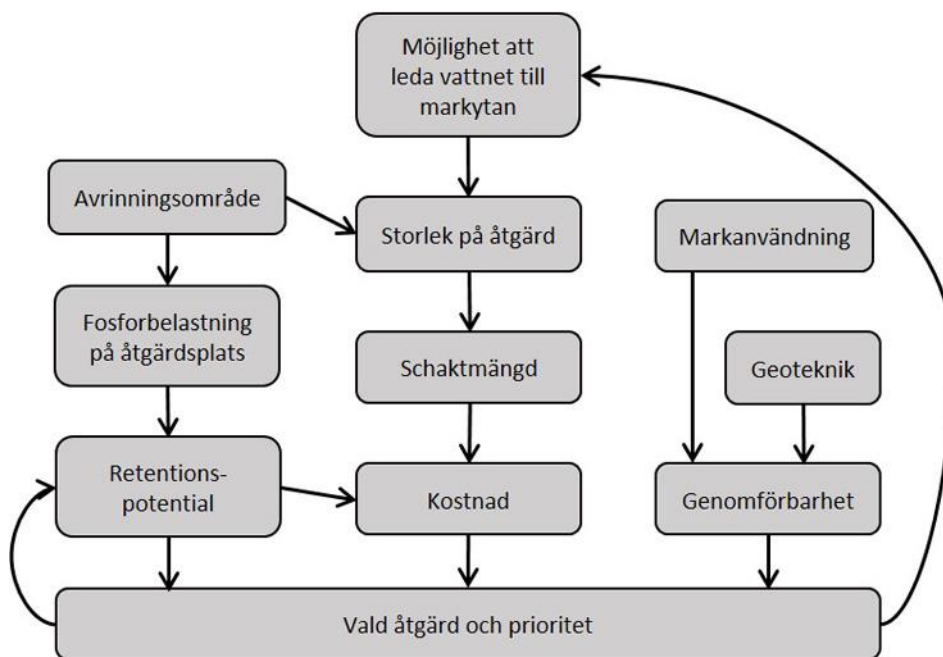 Möjlighet att
leda vattnet till
markytan
Avrinningsområde
Storlek på åtgärd
Markanvändning
Fosforbelastning
på åtgärdsplats
Schaktmängd
Geoteknik
Retentions-
potential
Kostnad
Genomförbarhet
Vald åtgärd och prioritet